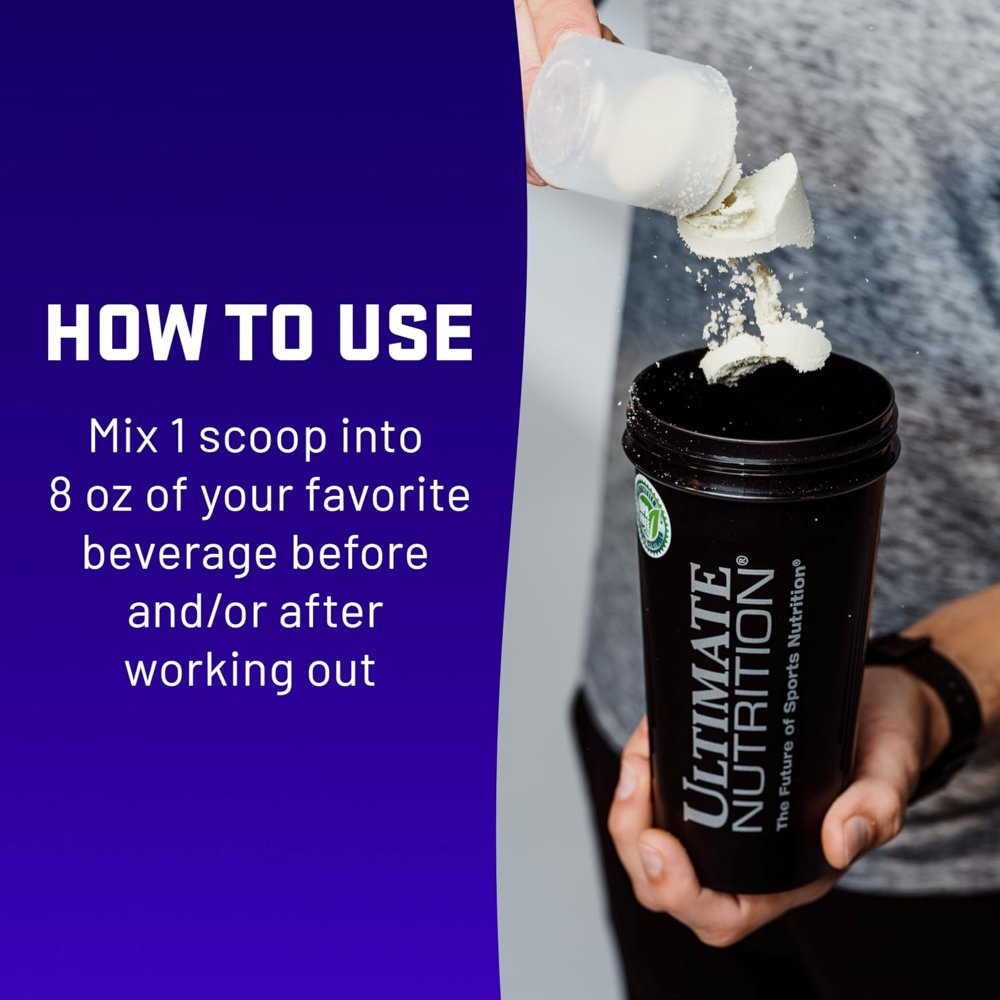 HOW TO USE
Mix 1 scoop into
8 oz of your favorite
beverage before
and/or after
working out
ULTIMATE
NUTRITION®
The Future of Sports Nutrition®